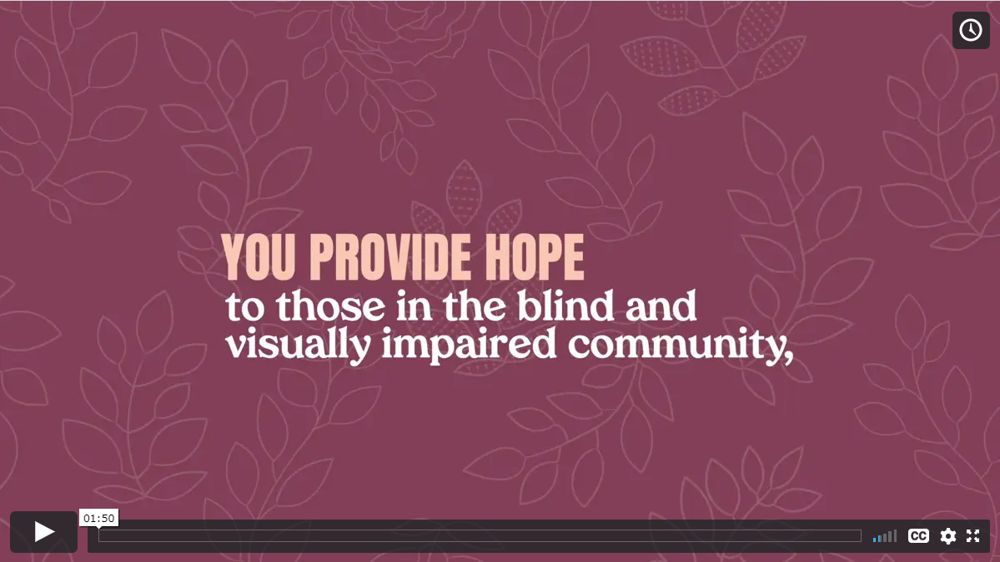 YOU PROVIDE HOPE
to those in the blind and
visually impaired community,
01:50
CC